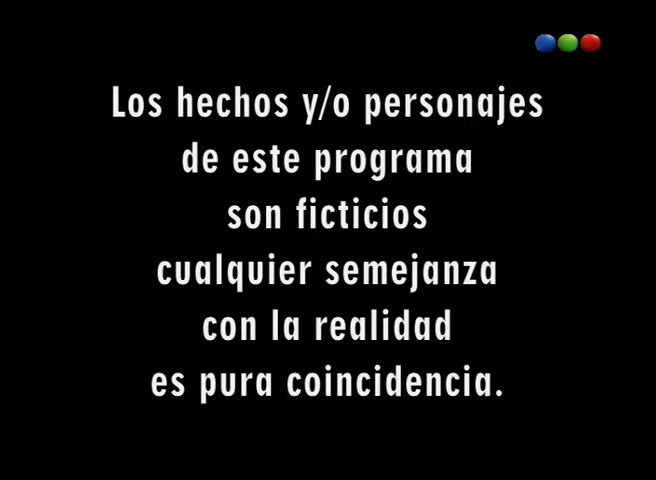 Los hechos y/o personajes
de este programa
son ficticios
cualquier semejanza
con la realidad
es pura coincidencia.